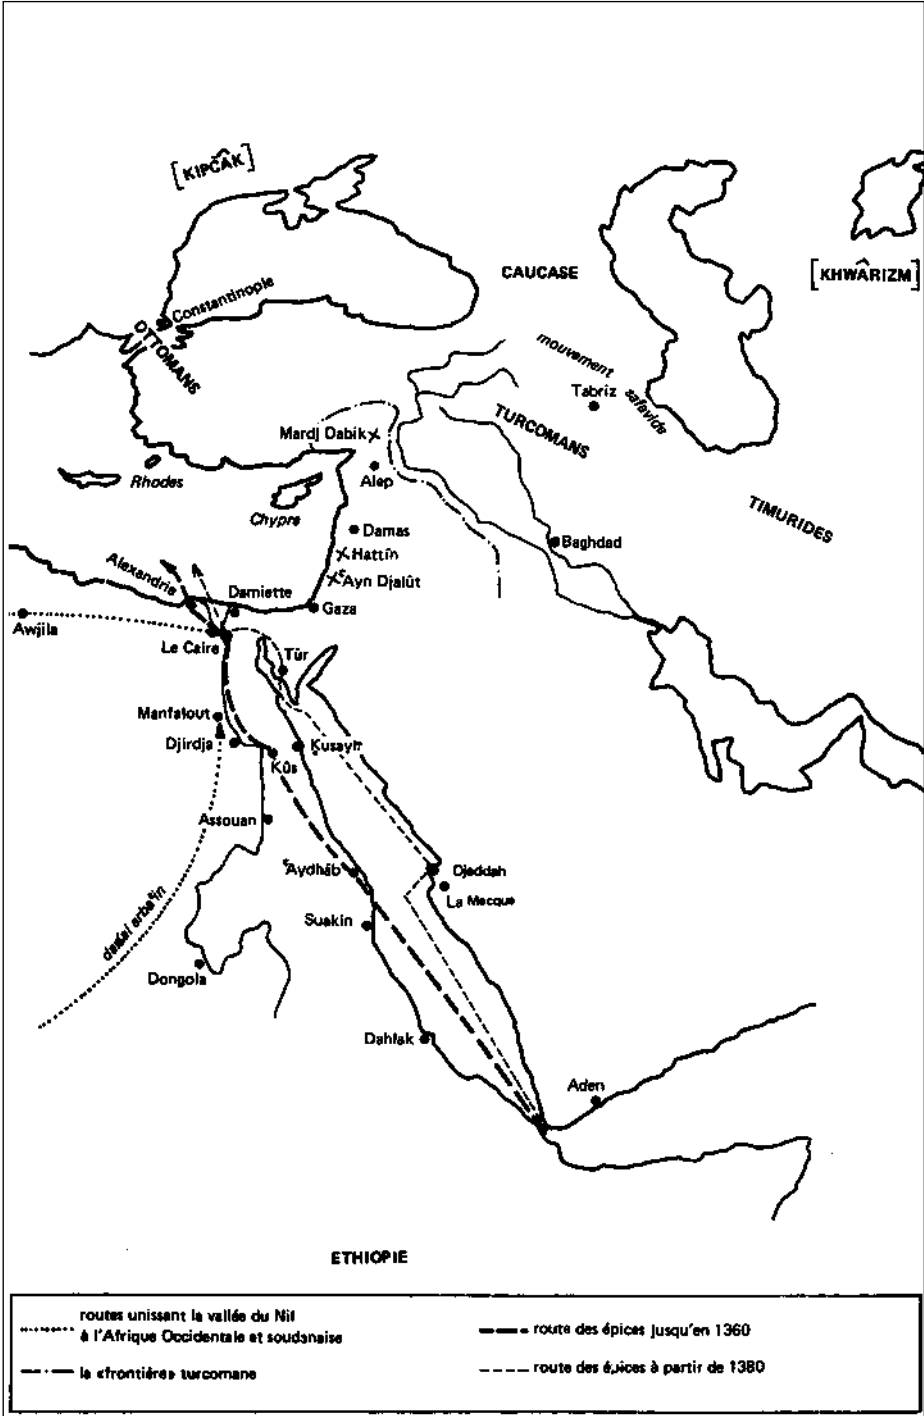 [KIPČÂK]
CAUCASE
[KHWÂRIZM]
Constantinople
OTTOMANS
mouvement
safavide
Tabriz
TURCOMANS
Mardj Dabik
Alep
Rhodes
Chypre
TIMURIDES
Damas
Baghdad
Hattîn
ʿAyn Djalût
Alexandrie
Damiette
Gaza
Awjila
Le Caire
Tûr
Manfalout
Djirdja
Kusayr
Kûs
Assouan
ʿAydhâb
Djeddah
La Mecque
Suakin
darbal arbaʿin
Dongola
Dahlak
Aden
ETHIOPIE
routes unissant la vallée du Nil
à l'Afrique Occidentale et soudanaise
route des épices jusqu'en 1360
la «frontière» turcomane
route des épices à partir de 1380